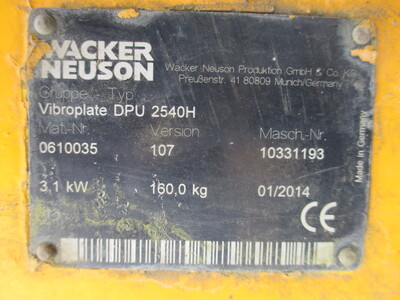 WACKER
NEUSON
Wacker Neuson Produktion GmbH & Co. K
Preußenstr. 41 80809 Munich/Germany
Gruppe - Typ
Vibroplate DPU 2540H
Mat.-Nr. Version Masch.-Nr.
0610035 107 10331193
3,1 kW 160,0 kg 01/2014
Made in Germany
CE